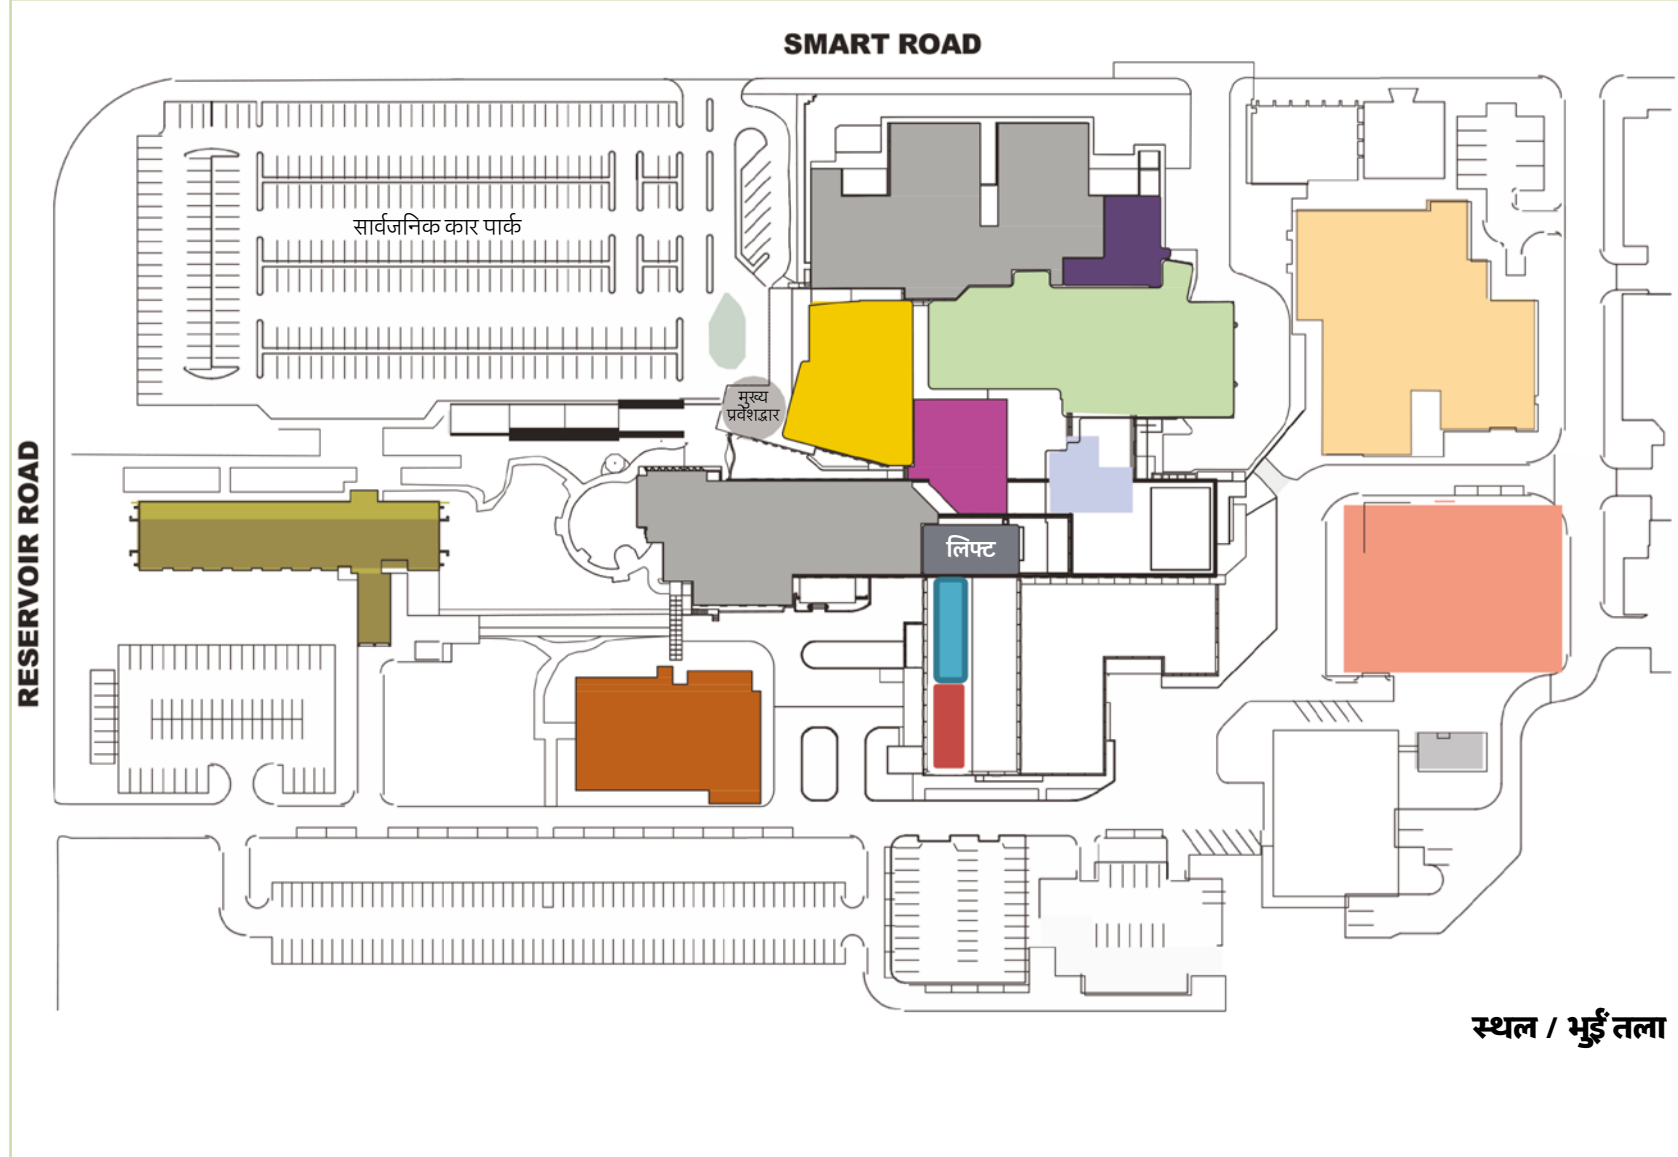 SMART ROAD
सार्वजनिक कार पार्क
मुख्य
प्रवेशद्वार
RESERVOIR ROAD
लिफ्ट
स्थल / भुईं तला